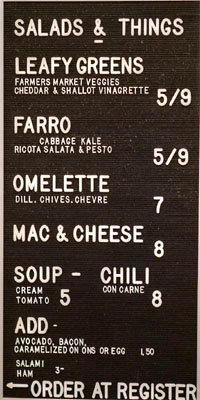 SALADS & THINGS
LEAFY GREENS
FARMERS MARKET VEGGIES
CHEDDAR & SHALLOT VINAGRETTE 5/9
FARRO
CABBAGE KALE
RICOTA SALATA & PESTO 5/9
OMELETTE
DILL. CHIVES. CHEVRE 7
MAC & CHEESE
8
SOUP - CHILI
CREAM CON CARNE
TOMATO 5 8
ADD -
AVOCADO, BACON,
CARAMELIZED ON ONS OR EGG 1.50
SALAMI
HAM 3-
← ORDER AT REGISTER